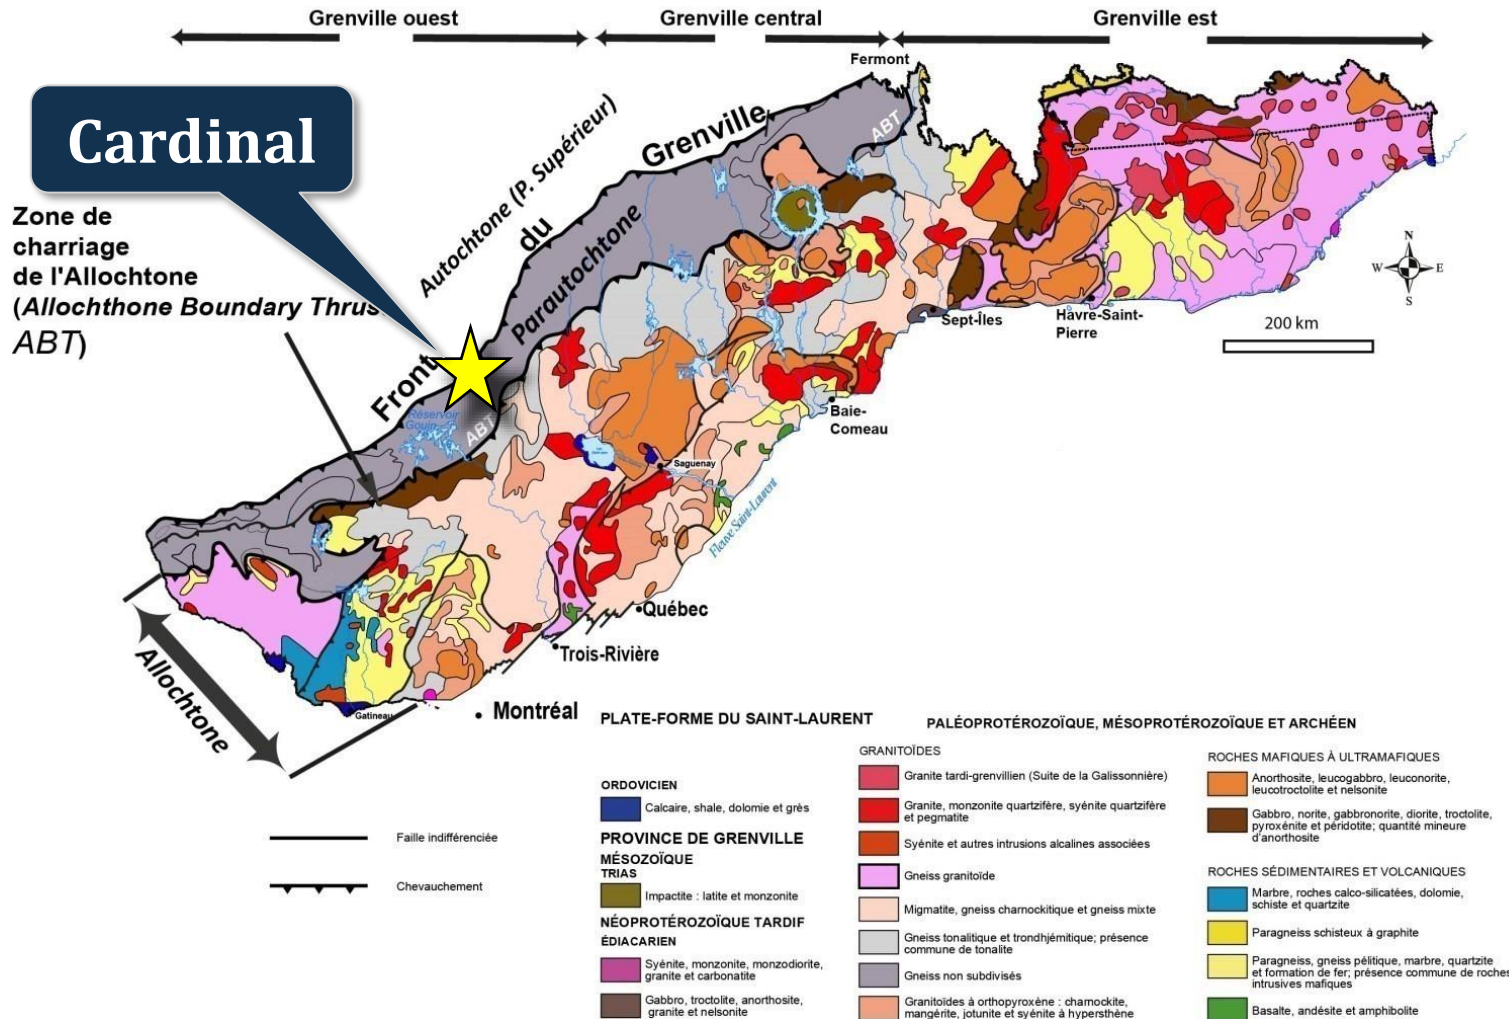 Grenville ouest
Grenville central
Grenville est
Fermont
Cardinal
Autochtone (P. Supérieur)
Front
du
Grenville
Parautochtone
ABT
Zone de
charriage
de l'Allochtone
(Allochthone Boundary Thrus
ABT)
N
W
E
S
Sept-Îles
Havre-Saint-
Pierre
200 km
Réservoir
Gouin
ABT
Baie-
Comeau
Saguenay
Fleuve Saint-Laurent
Québec
Trois-Rivière
Montréal
Gatineau
Allochtone
Faille indifférenciée
Chevauchement
PLATE-FORME DU SAINT-LAURENT
ORDOVICIEN
Calcaire, shale, dolomie et grès
PROVINCE DE GRENVILLE
MÉSOZOÏQUE
TRIAS
Impactite : latite et monzonite
NÉOPROTÉROZOÏQUE TARDIF
ÉDIACARIEN
Syénite, monzonite, monzodiorite,
granite et carbonatite
Gabbro, troctolite, anorthosite,
granite et nelsonite
PALÉOPROTÉROZOÏQUE, MÉSOPROTÉROZOÏQUE ET ARCHÉEN
GRANITOÏDES
Granite tardi-grenvillien (Suite de la Galissonnière)
Granite, monzonite quartzifère, syénite quartzifère
et pegmatite
Syénite et autres intrusions alcalines associées
Gneiss granitoïde
Migmatite, gneiss charnockitique et gneiss mixte
Gneiss tonalitique et trondhjémitique; présence
commune de tonalite
Gneiss non subdivisés
Granitoïdes à orthopyroxène : charnockite,
mangérite, jotunite et syénite à hypersthène
ROCHES MAFIQUES À ULTRAMAFIQUES
Anorthosite, leucogabbro, leuconorite,
leucotroctolite et nelsonite
Gabbro, norite, gabbronorite, diorite, troctolite,
pyroxénite et péridotite; quantité mineure
d'anorthosite
ROCHES SÉDIMENTAIRES ET VOLCANIQUES
Marbre, roches calco-silicatées, dolomie,
schiste et quartzite
Paragneiss schisteux à graphite
Paragneiss, gneiss pélitique, marbre, quartzite
et formation de fer; présence commune de roches
intrusives mafiques
Basalte, andésite et amphibolite